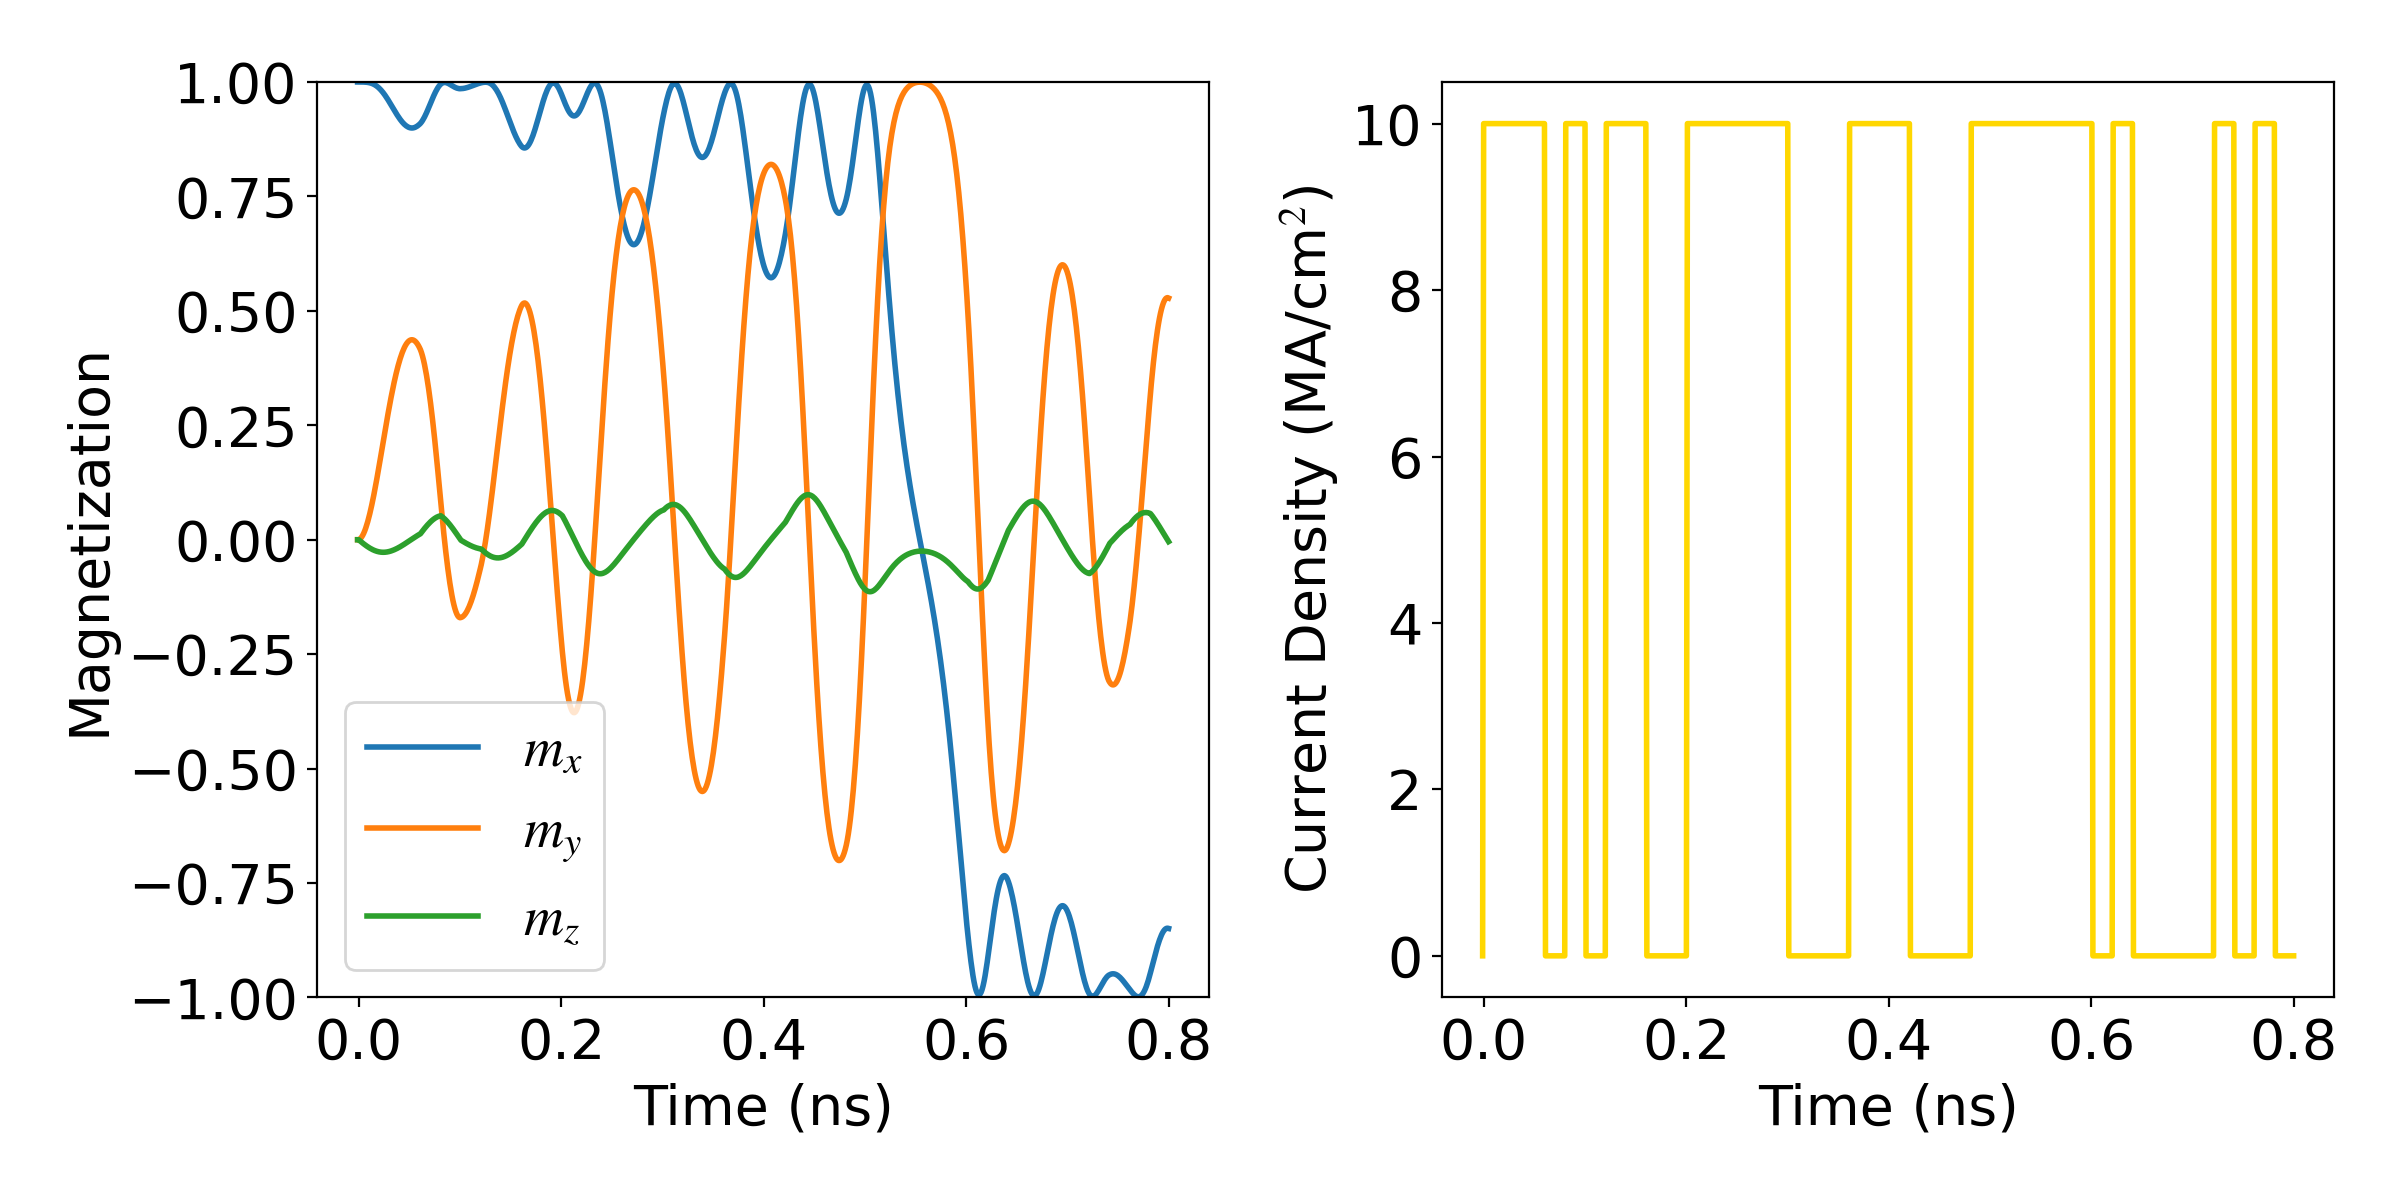 1.00
0.75
0.50
0.25
0.00
−0.25
−0.50
−0.75
−1.00
Magnetization
m_x
m_y
m_z
0.0 0.2 0.4 0.6 0.8
Time (ns)
10
8
6
4
2
0
Current Density (MA/cm²)
0.0 0.2 0.4 0.6 0.8
Time (ns)